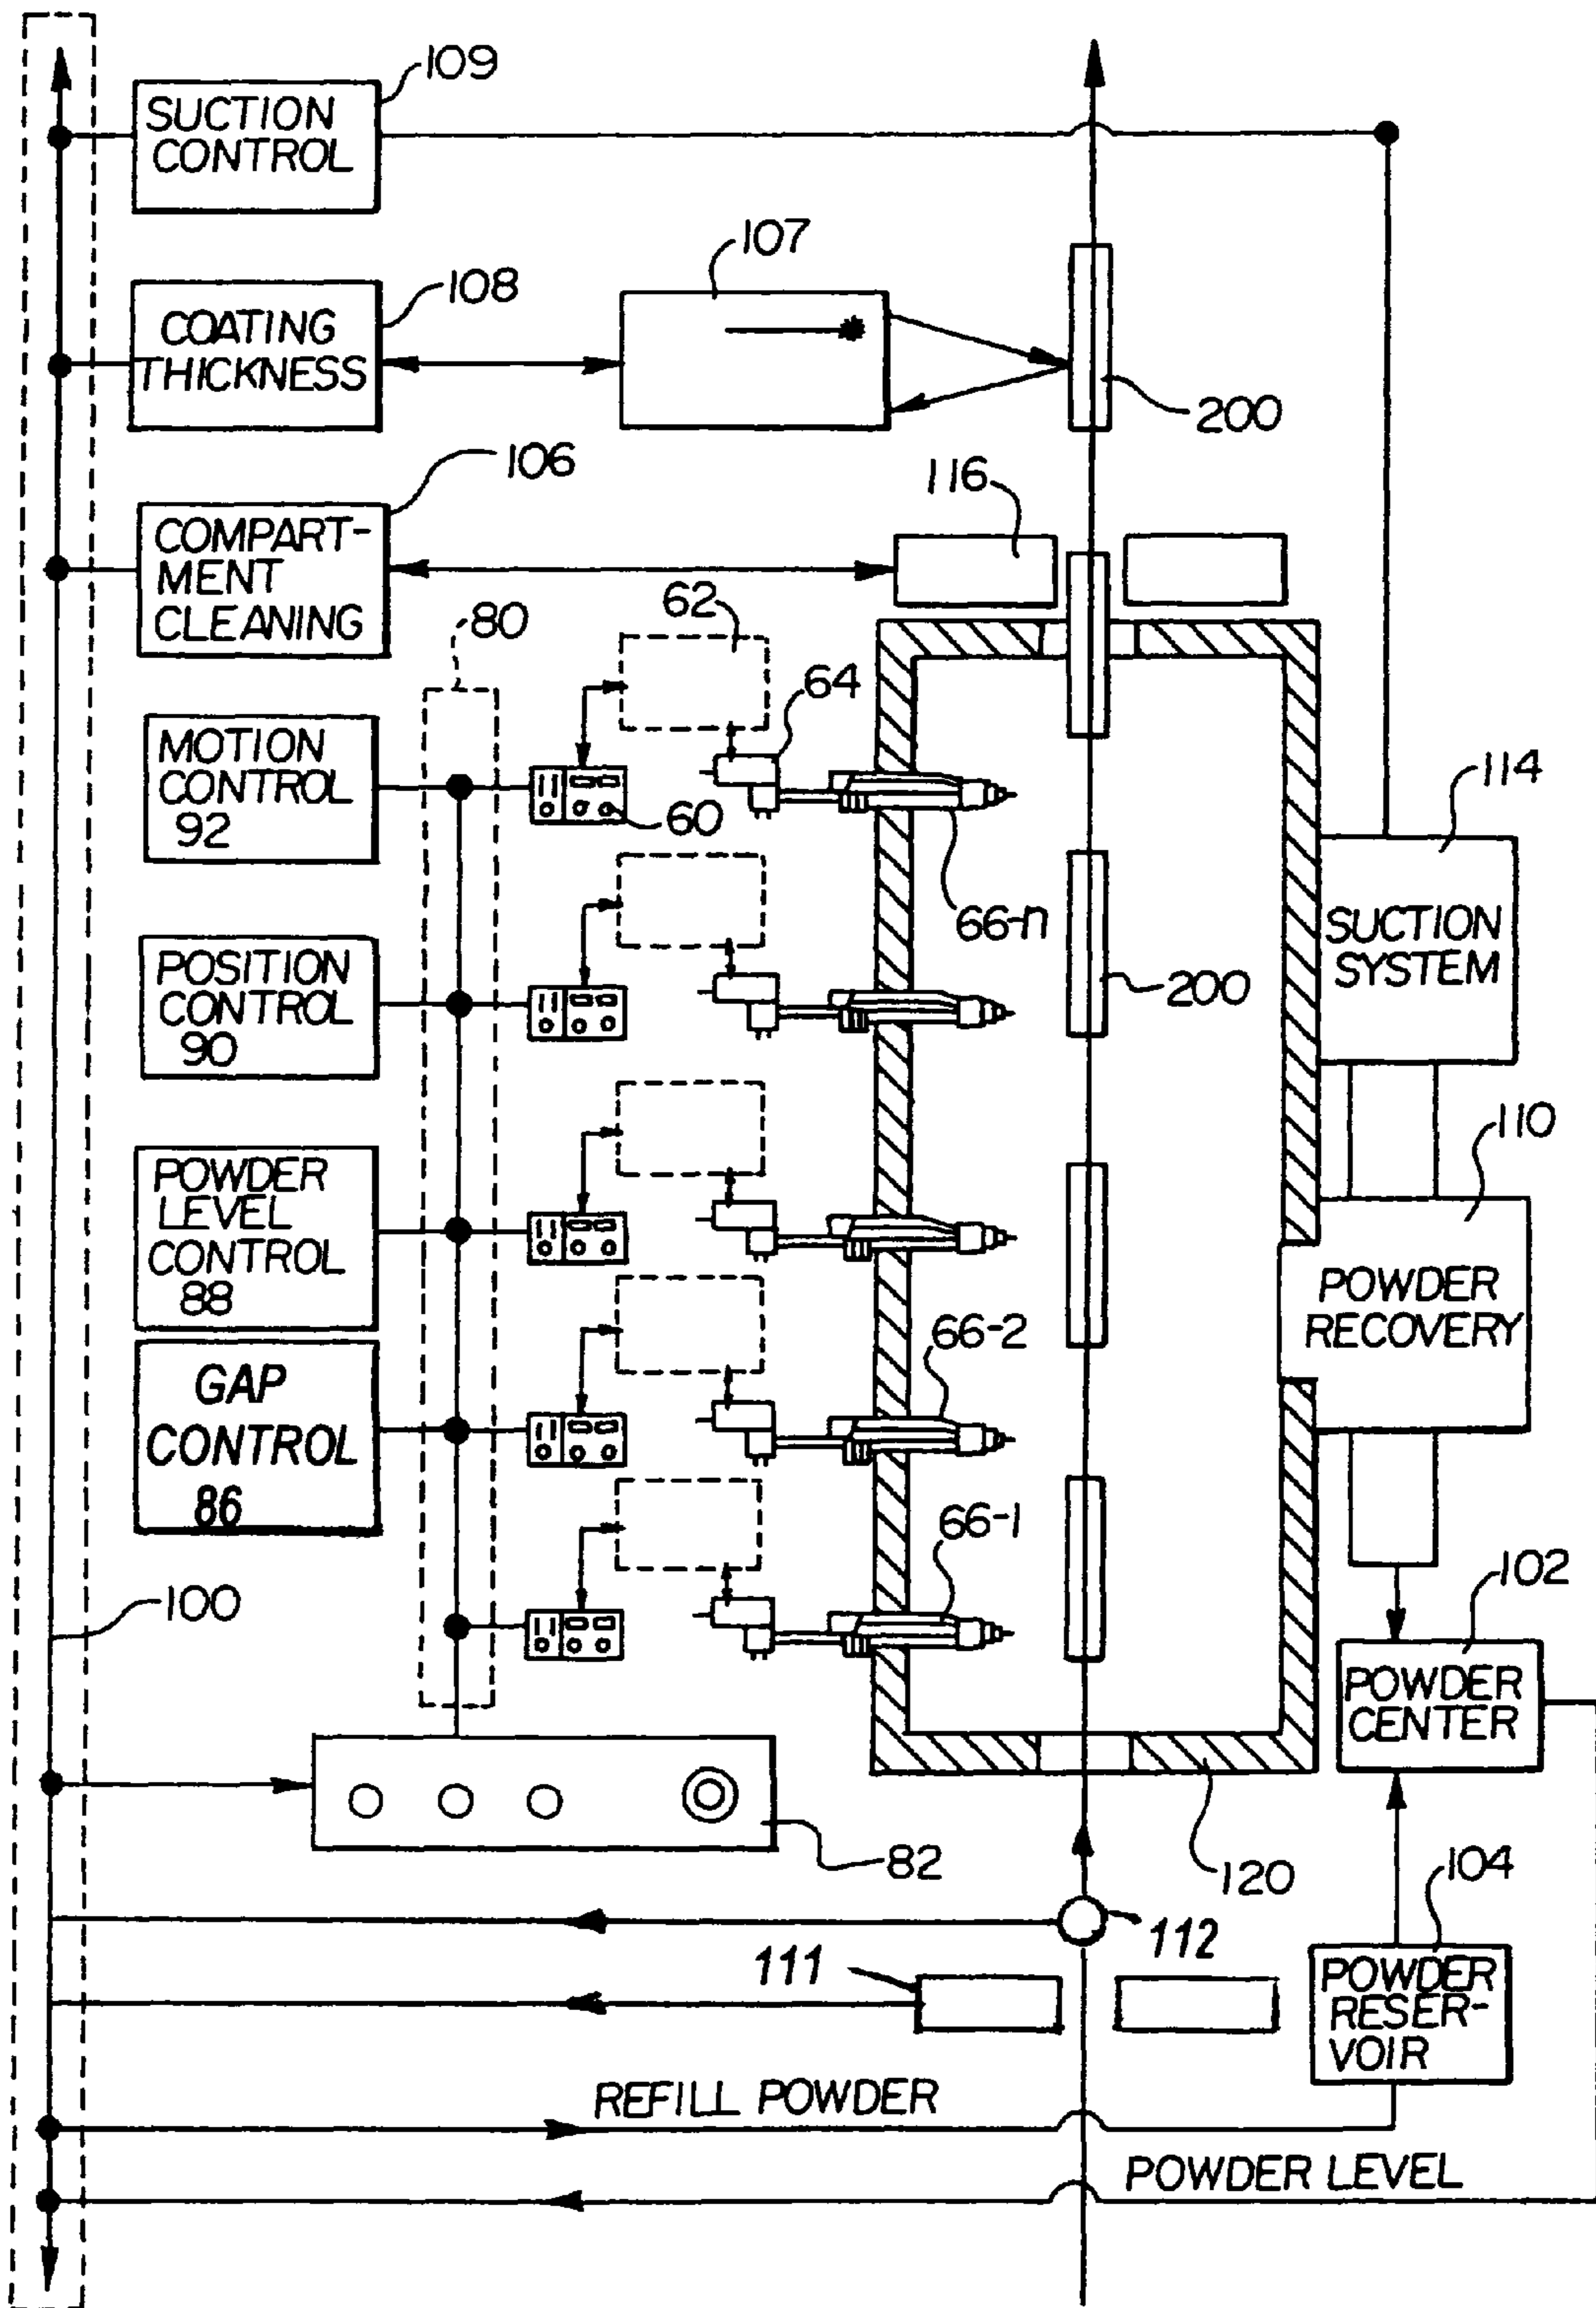 109
SUCTION
CONTROL
107
108
COATING
THICKNESS
200
106
116
COMPART-
MENT
CLEANING
80
62
64
MOTION
CONTROL
92
60
114
66-n
SUCTION
SYSTEM
POSITION
CONTROL
90
200
110
POWDER
LEVEL
CONTROL
88
POWDER
RECOVERY
66-2
GAP
CONTROL
86
66-1
102
100
POWDER
CENTER
82
120
104
112
111
POWDER
RESER-
VOIR
REFILL POWDER
POWDER LEVEL